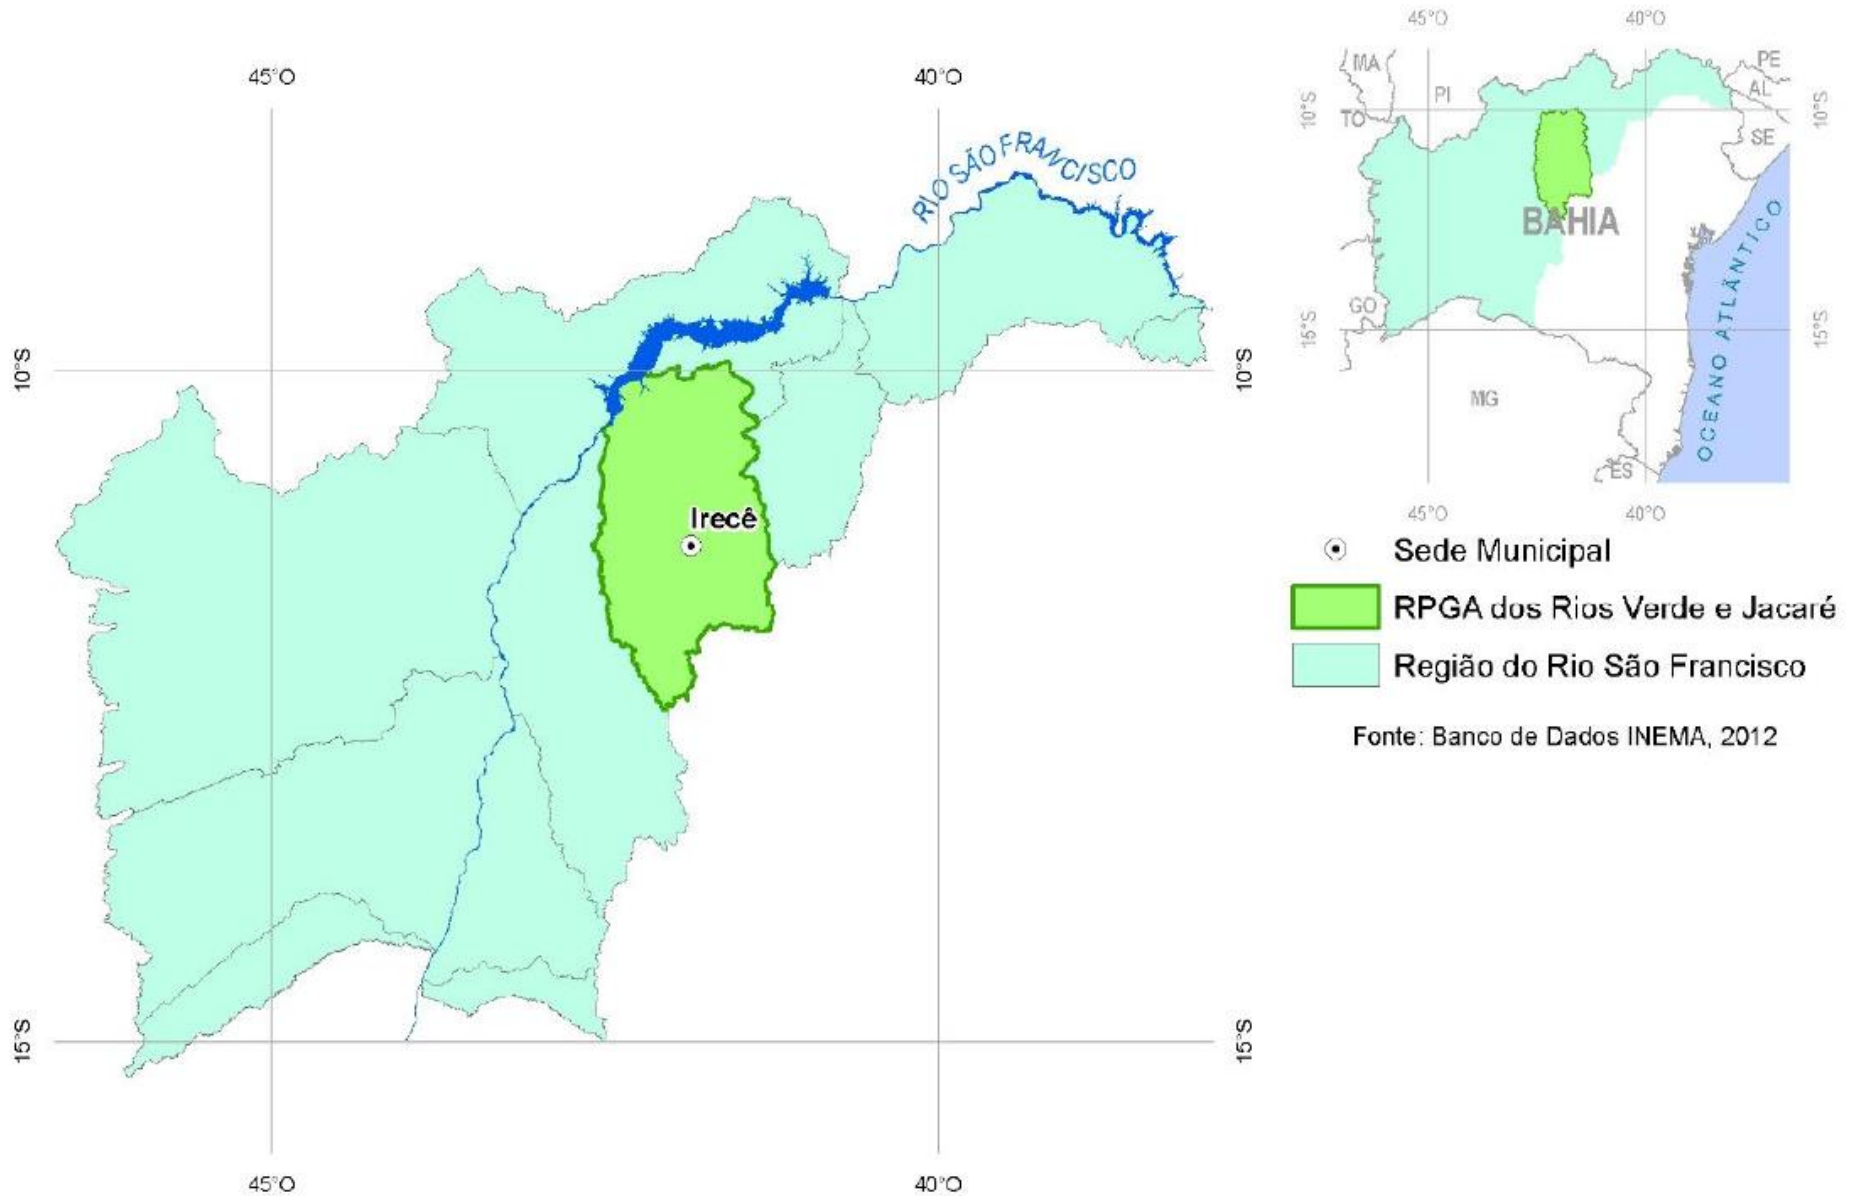 45°O
40°O
RIO SÃO FRANCISCO
10°S
10°S
Irecê
15°S
15°S
45°O
40°O
45°O
40°O
MA
PE
PI
AL
10°S
10°S
TO
SE
BAHIA
GO
15°S
15°S
MG
ES
OCEANO ATLÂNTICO
45°O
40°O
Sede Municipal
RPGA dos Rios Verde e Jacaré
Região do Rio São Francisco
Fonte: Banco de Dados INEMA, 2012